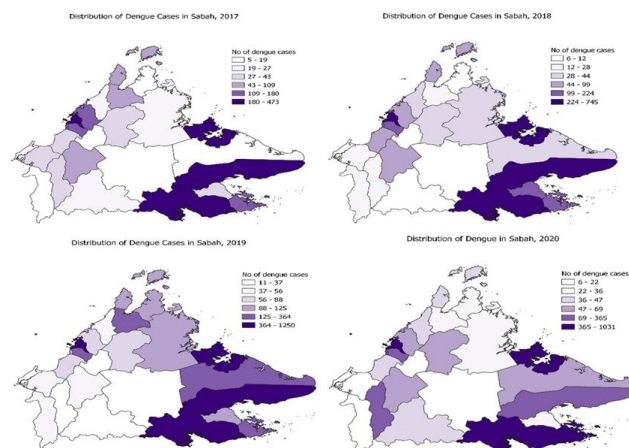 Distribution of Dengue Cases in Sabah, 2017
No of dengue cases
5 - 19
19 - 27
27 - 43
43 - 109
109 - 180
180 - 473
Distribution of Dengue Cases in Sabah, 2018
No of dengue cases
6 - 12
12 - 28
28 - 44
44 - 99
99 - 224
224 - 745
Distribution of Dengue Cases in Sabah, 2019
No of dengue cases
11 - 37
37 - 56
56 - 88
88 - 125
125 - 364
364 - 1250
Distribution of Dengue in Sabah, 2020
No of dengue cases
6 - 22
22 - 36
36 - 47
47 - 69
69 - 365
365 - 1031